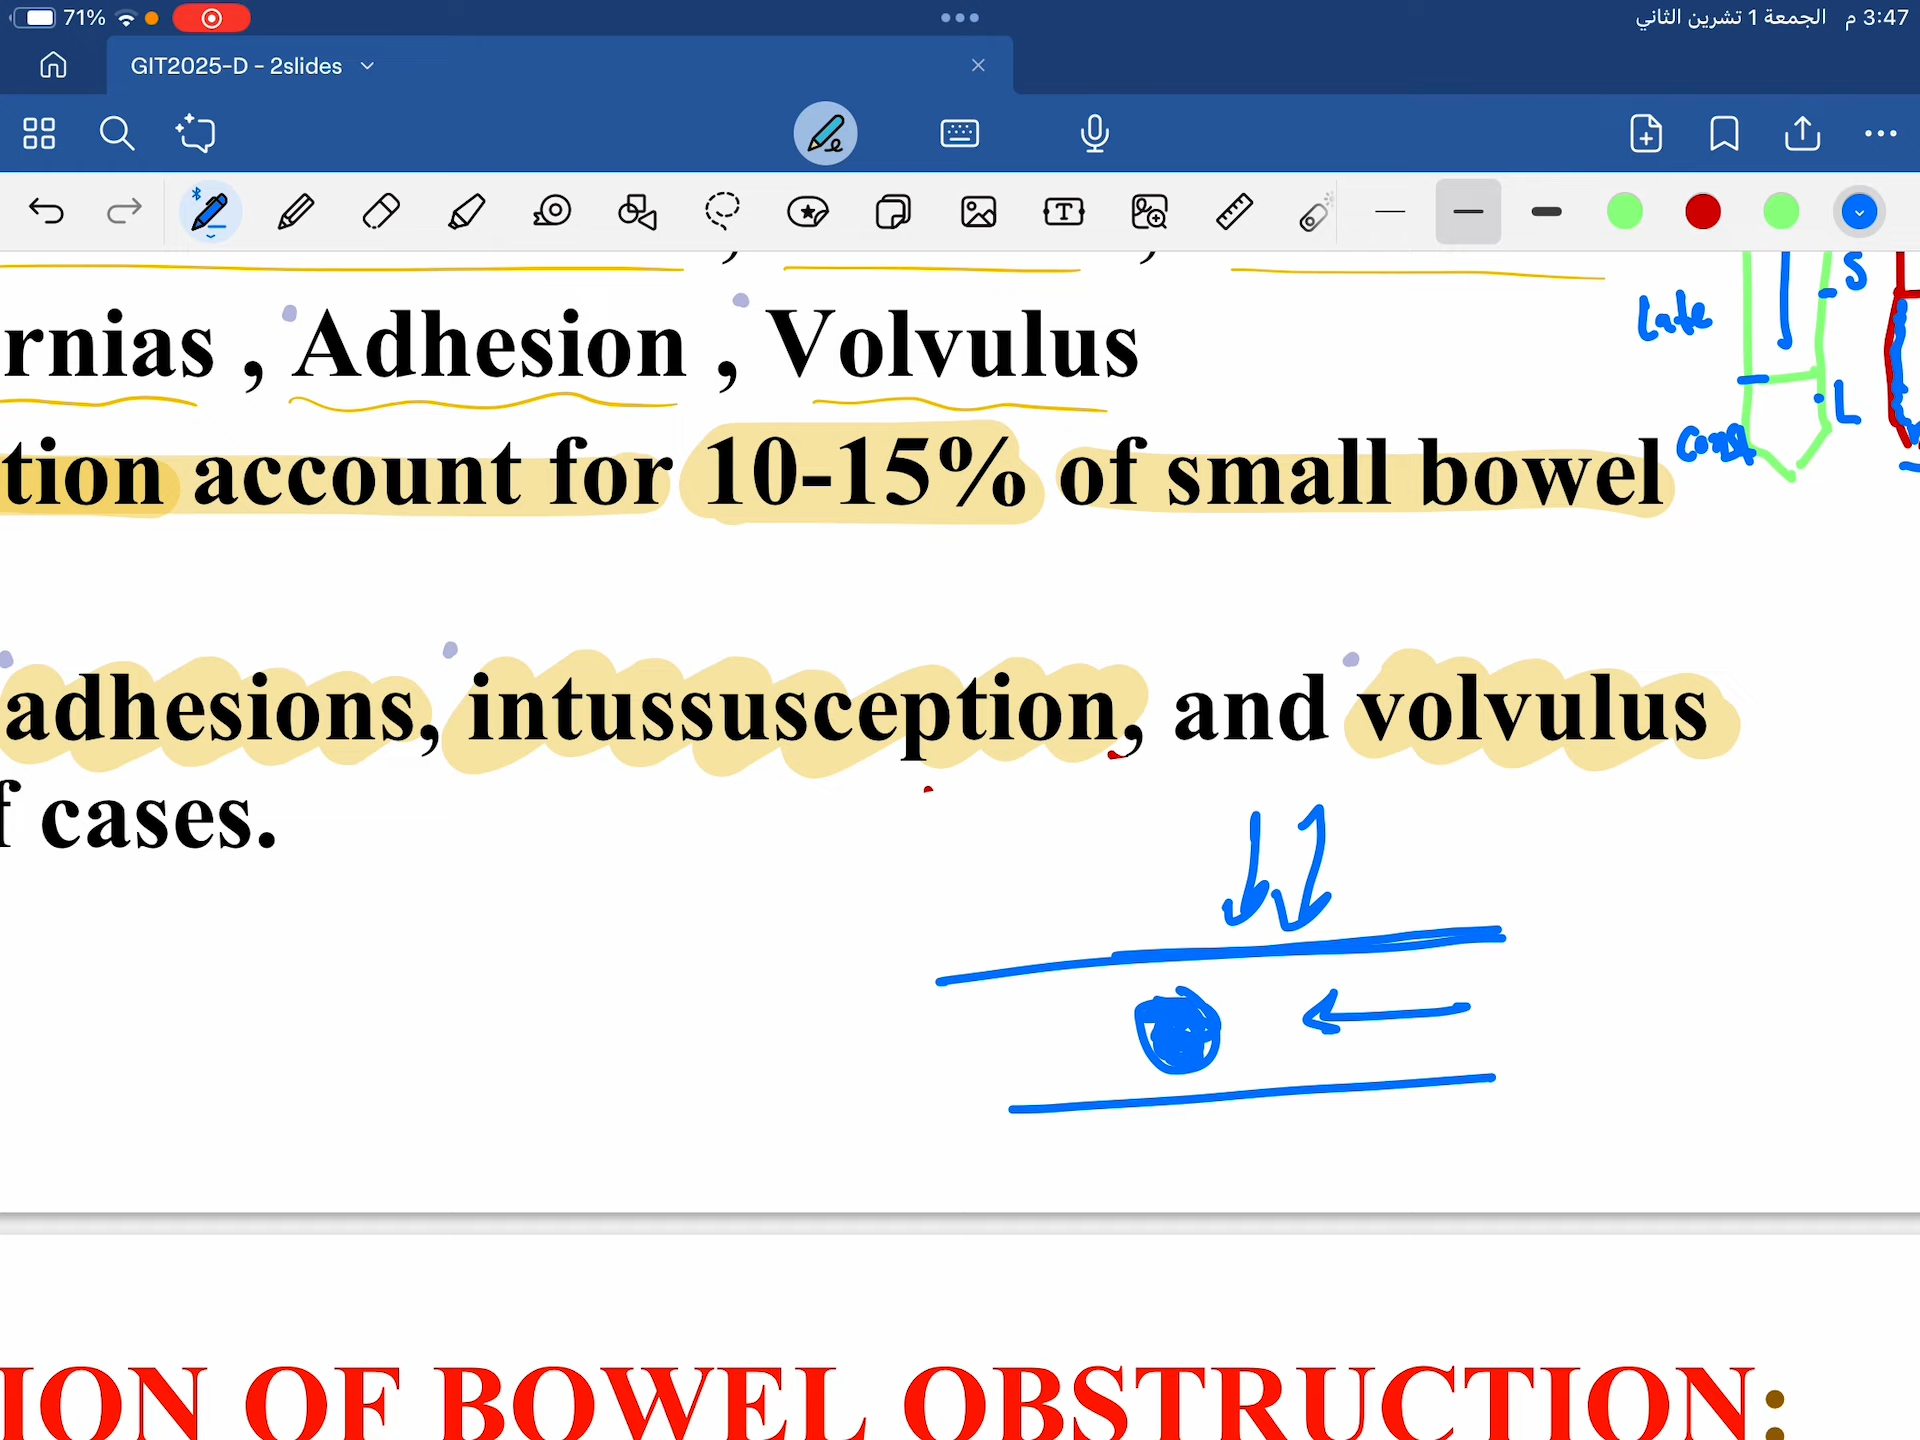 71%
3:47 م الجمعة 1 تشرين الثاني
GIT2025-D - 2slides
S
Late
rnias , Adhesion , Volvulus
L
Const
tion account for 10-15% of small bowel
adhesions, intussusception, and volvulus
f cases.
ION OF BOWEL OBSTRUCTION: